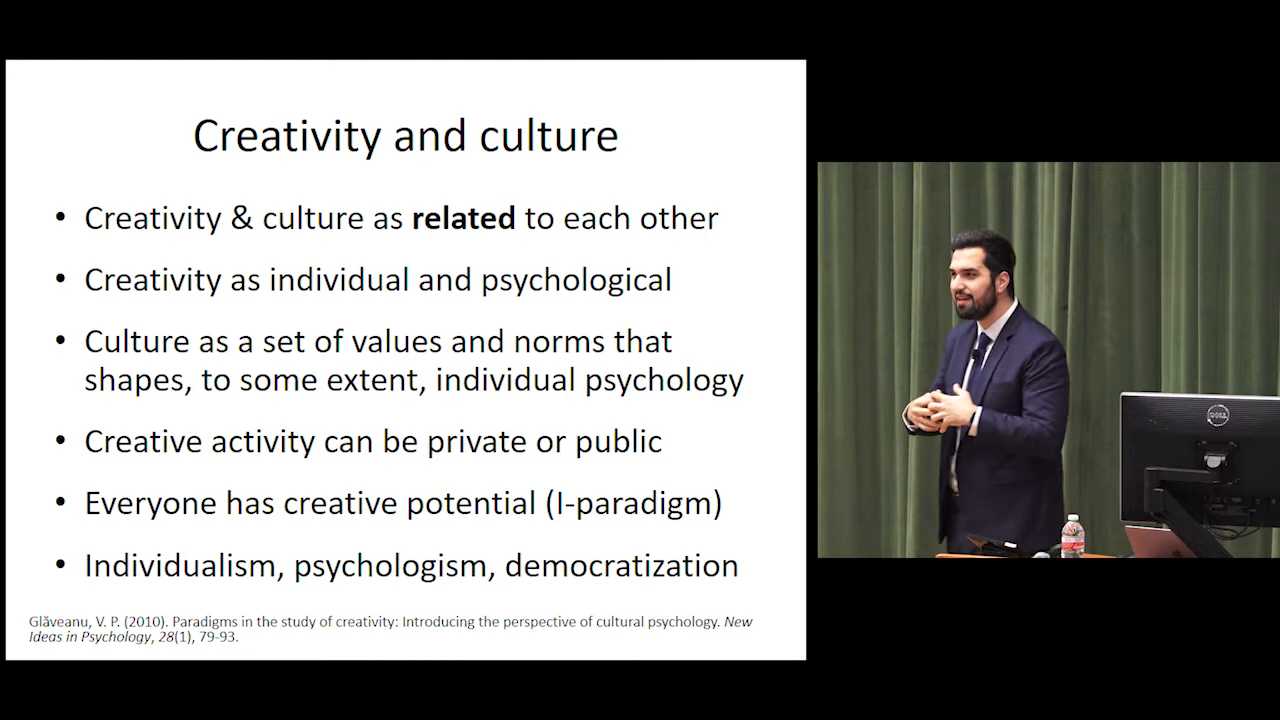 Creativity and culture
• Creativity & culture as related to each other
• Creativity as individual and psychological
• Culture as a set of values and norms that
shapes, to some extent, individual psychology
• Creative activity can be private or public
• Everyone has creative potential (I-paradigm)
• Individualism, psychologism, democratization
Glăveanu, V. P. (2010). Paradigms in the study of creativity: Introducing the perspective of cultural psychology. New
Ideas in Psychology, 28(1), 79-93.